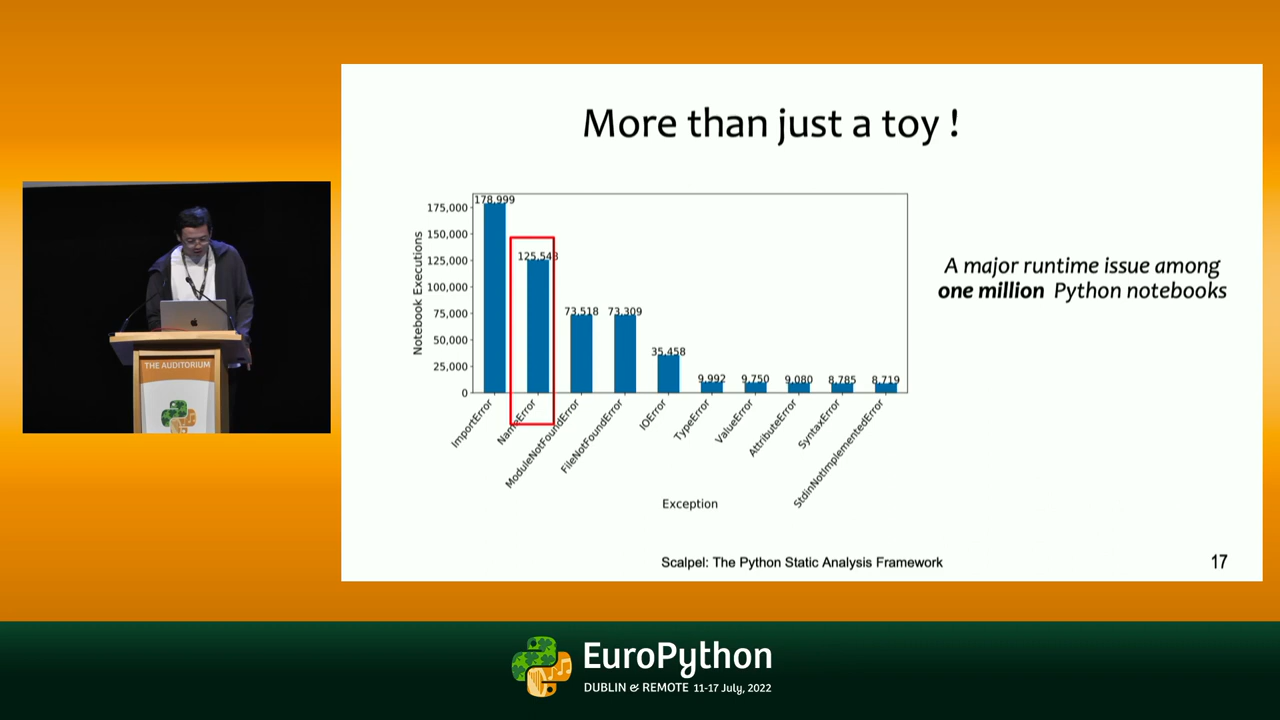 More than just a toy !
178,999
125,543
73,518
73,309
35,458
9,992
9,750
9,080
8,785
8,719
175,000
150,000
125,000
100,000
75,000
50,000
25,000
0
Notebook Executions
ImportError
NameError
ModuleNotFoundError
FileNotFoundError
IOError
TypeError
ValueError
AttributeError
SyntaxError
StdinNotImplementedError
Exception
A major runtime issue among
one million Python notebooks
Scalpel: The Python Static Analysis Framework
17
THE AUDITORIUM
EuroPython
DUBLIN & REMOTE 11-17 July, 2022